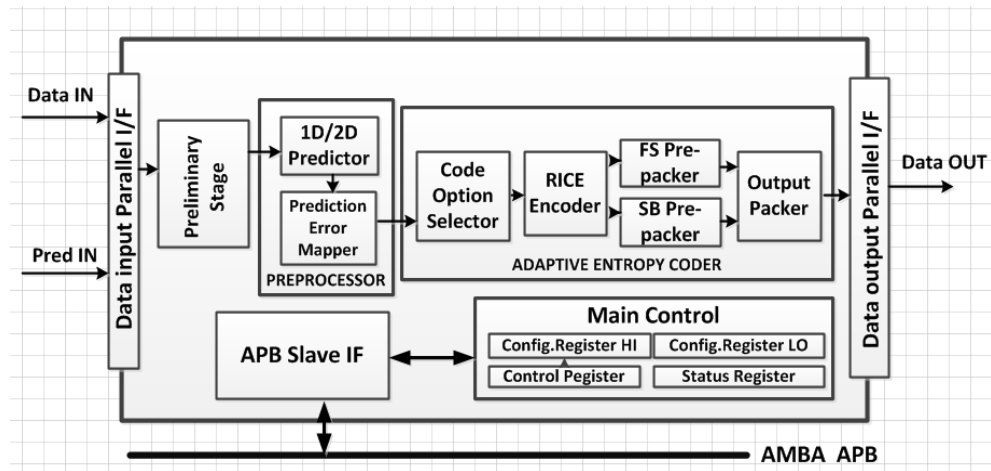 Data IN
Pred IN
Data input Parallel I/F
Preliminary
Stage
1D/2D
Predictor
Prediction
Error
Mapper
PREPROCESSOR
Code
Option
Selector
RICE
Encoder
FS Pre-
packer
SB Pre-
packer
Output
Packer
ADAPTIVE ENTROPY CODER
Data output Parallel I/F
Data OUT
APB Slave IF
Main Control
Config.Register HI
Config.Register LO
Control Pegister
Status Register
AMBA APB